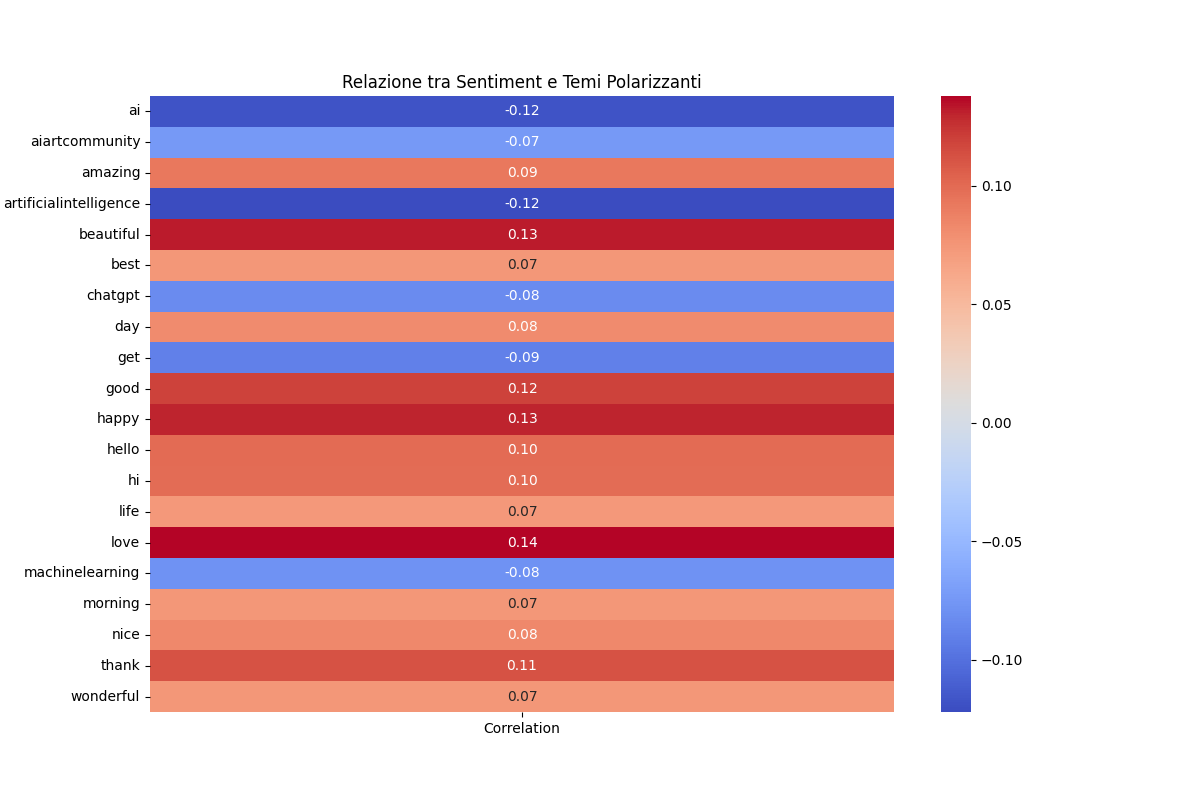 Relazione tra Sentiment e Temi Polarizzanti
ai -0.12
aiartcommunity -0.07
amazing 0.09
artificialintelligence -0.12
beautiful 0.13
best 0.07
chatgpt -0.08
day 0.08
get -0.09
good 0.12
happy 0.13
hello 0.10
hi 0.10
life 0.07
love 0.14
machinelearning -0.08
morning 0.07
nice 0.08
thank 0.11
wonderful 0.07
Correlation
0.10
0.05
0.00
−0.05
−0.10